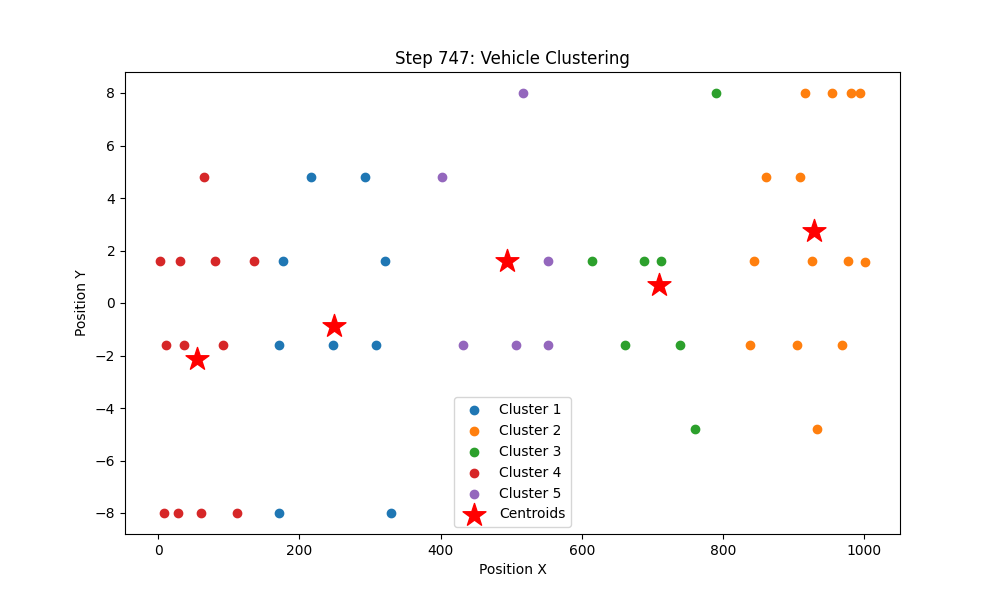 Step 747: Vehicle Clustering
Position Y
8
6
4
2
0
−2
−4
−6
−8
Cluster 1
Cluster 2
Cluster 3
Cluster 4
Cluster 5
Centroids
0 200 400 600 800 1000
Position X